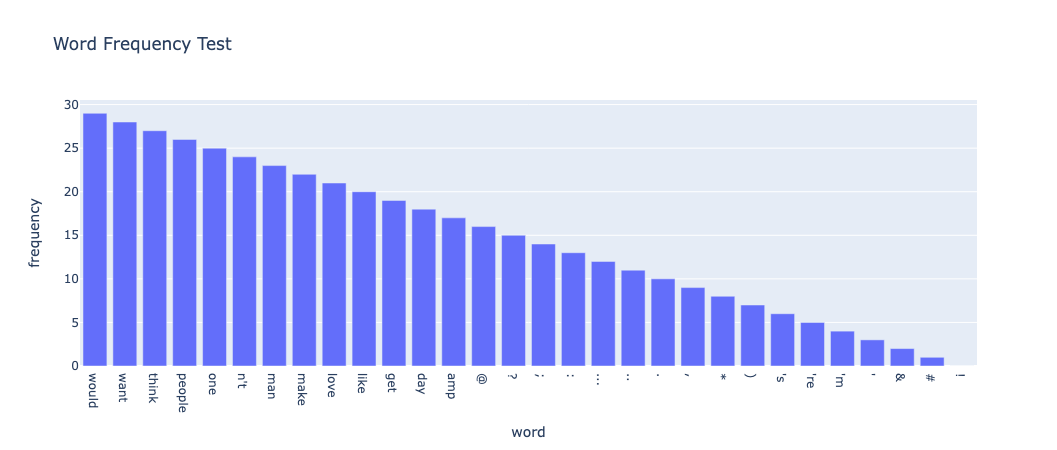 Word Frequency Test
30
25
20
15
10
5
0
frequency
would
want
think
people
one
n't
man
make
love
like
get
day
amp
@
?
;
:
...
..
.
,
*
)
's
're
'm
'
&
#
!
word